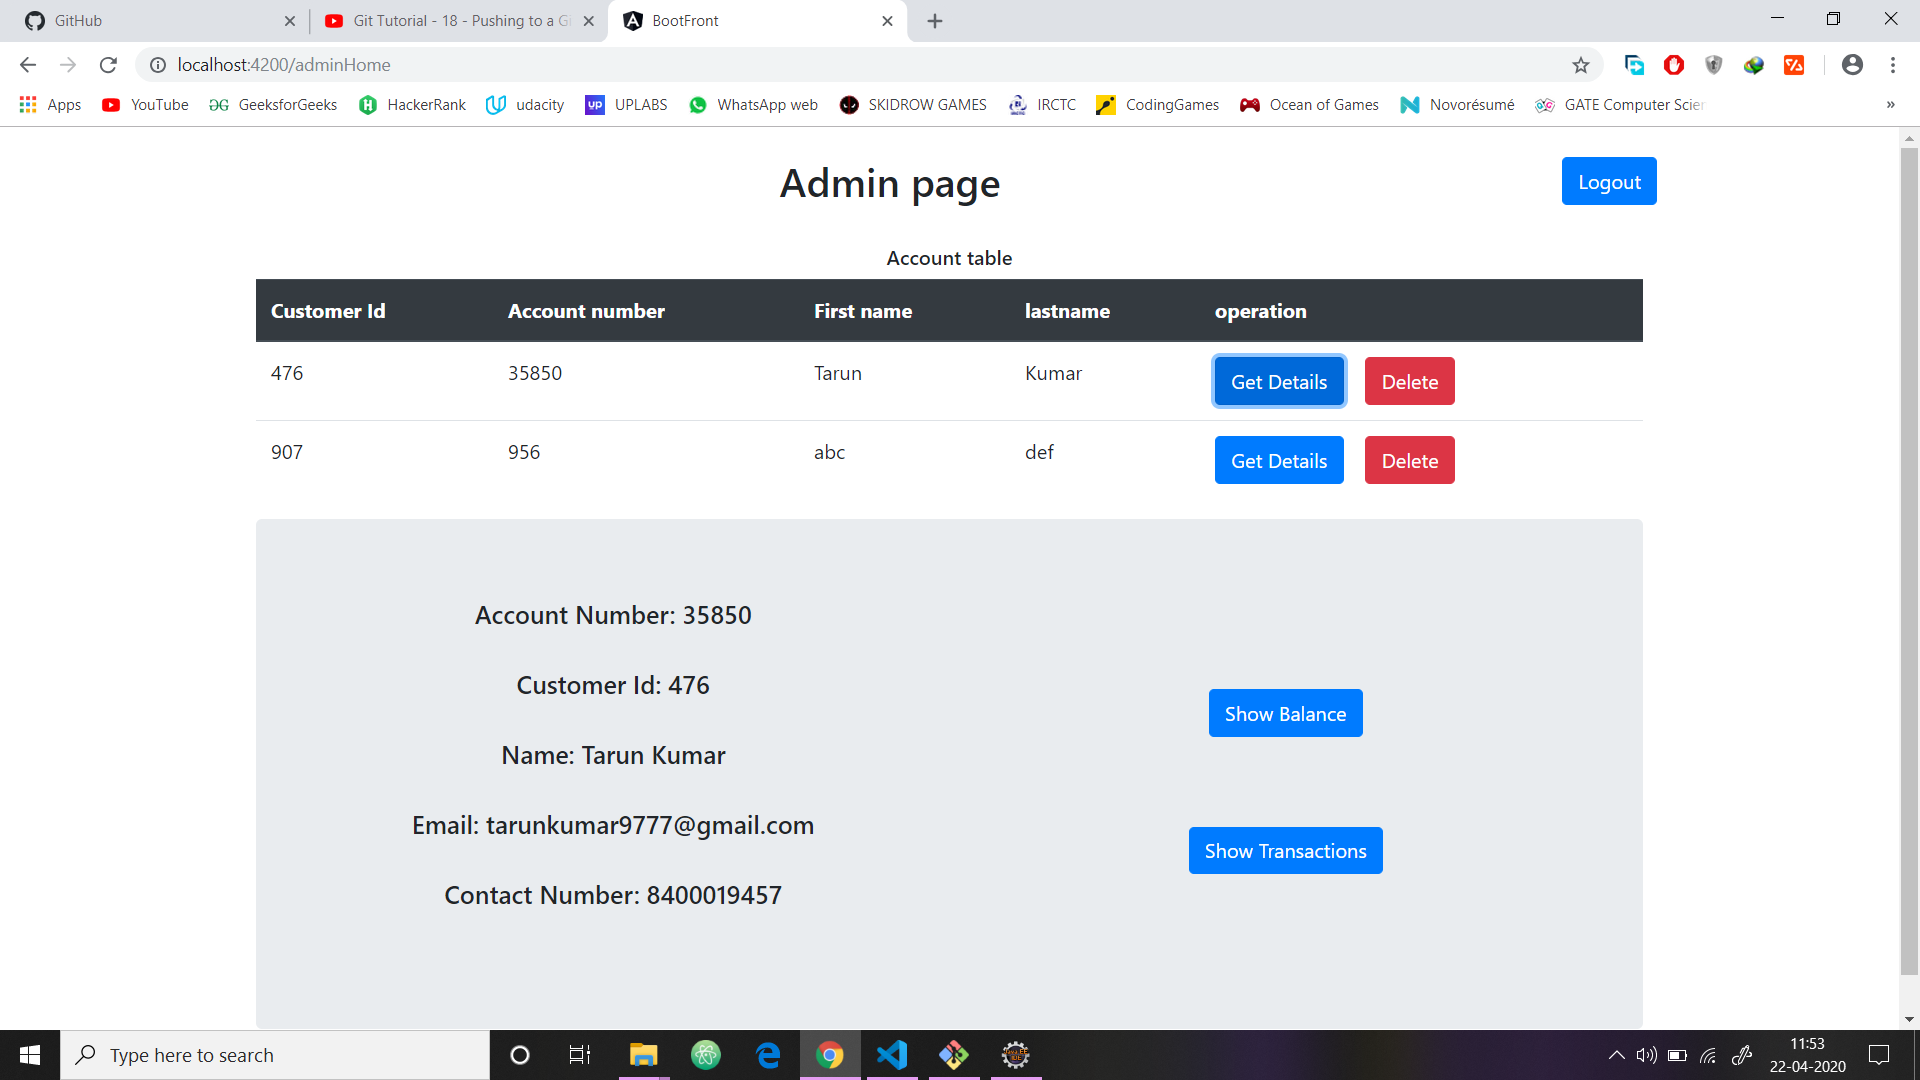 GitHub
Git Tutorial - 18 - Pushing to a Gi
BootFront
localhost:4200/adminHome
Apps YouTube GeeksforGeeks HackerRank udacity UPLABS WhatsApp web SKIDROW GAMES IRCTC CodingGames Ocean of Games Novorésumé GATE Computer Scien »
Admin page
Logout
Account table
Customer Id Account number First name lastname operation
476 35850 Tarun Kumar Get Details Delete
907 956 abc def Get Details Delete
Account Number: 35850
Customer Id: 476
Name: Tarun Kumar
Email: tarunkumar9777@gmail.com
Contact Number: 8400019457
Show Balance
Show Transactions
Type here to search
11:53
22-04-2020